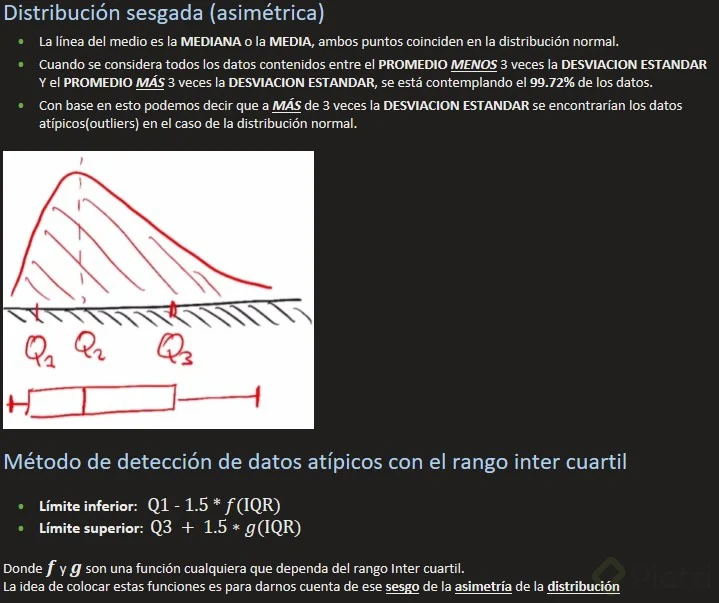 Distribución sesgada (asimétrica)
• La línea del medio es la MEDIANA o la MEDIA, ambos puntos coinciden en la distribución normal.
• Cuando se considera todos los datos contenidos entre el PROMEDIO MENOS 3 veces la DESVIACION ESTANDAR
Y el PROMEDIO MÁS 3 veces la DESVIACION ESTANDAR, se está contemplando el 99.72% de los datos.
• Con base en esto podemos decir que a MÁS de 3 veces la DESVIACION ESTANDAR se encontrarían los datos
atípicos(outliers) en el caso de la distribución normal.
Q1 Q2 Q3
Método de detección de datos atípicos con el rango inter cuartil
• Límite inferior: Q1 - 1.5 * f(IQR)
• Límite superior: Q3 + 1.5 * g(IQR)
Donde f y g son una función cualquiera que dependa del rango Inter cuartil.
La idea de colocar estas funciones es para darnos cuenta de ese sesgo de la asimetría de la distribución
Platzi